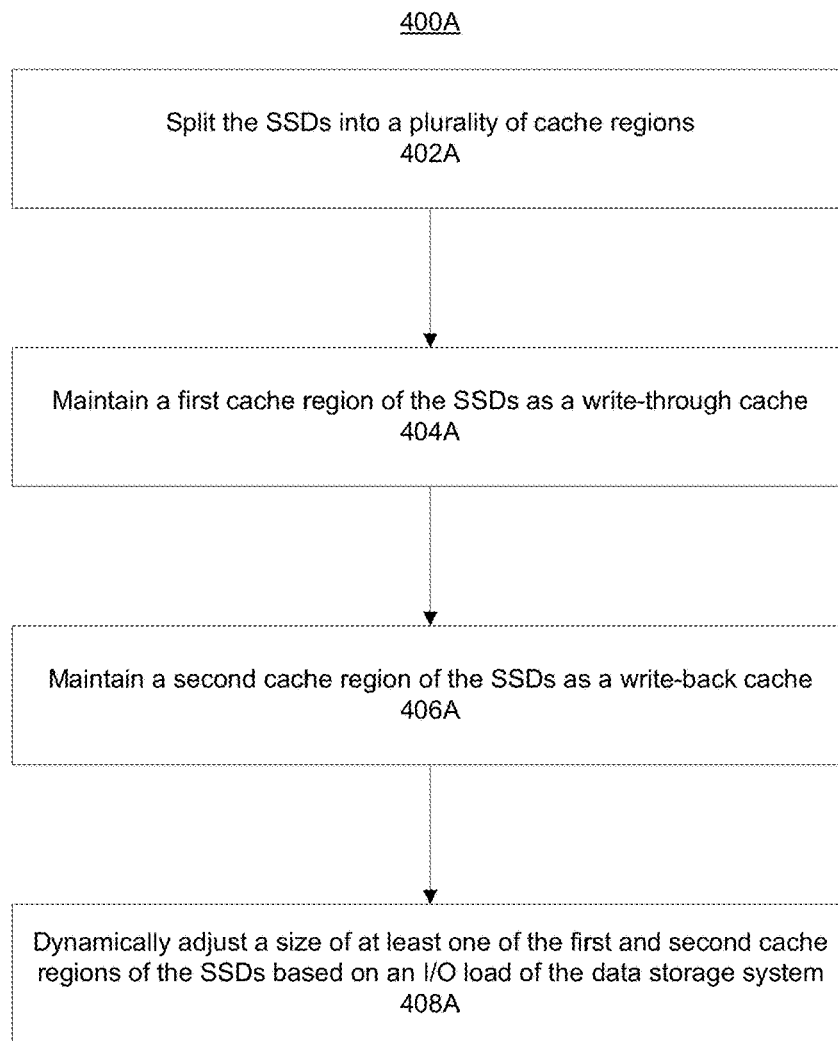 400A
Split the SSDs into a plurality of cache regions
402A
Maintain a first cache region of the SSDs as a write-through cache
404A
Maintain a second cache region of the SSDs as a write-back cache
406A
Dynamically adjust a size of at least one of the first and second cache
regions of the SSDs based on an I/O load of the data storage system
408A